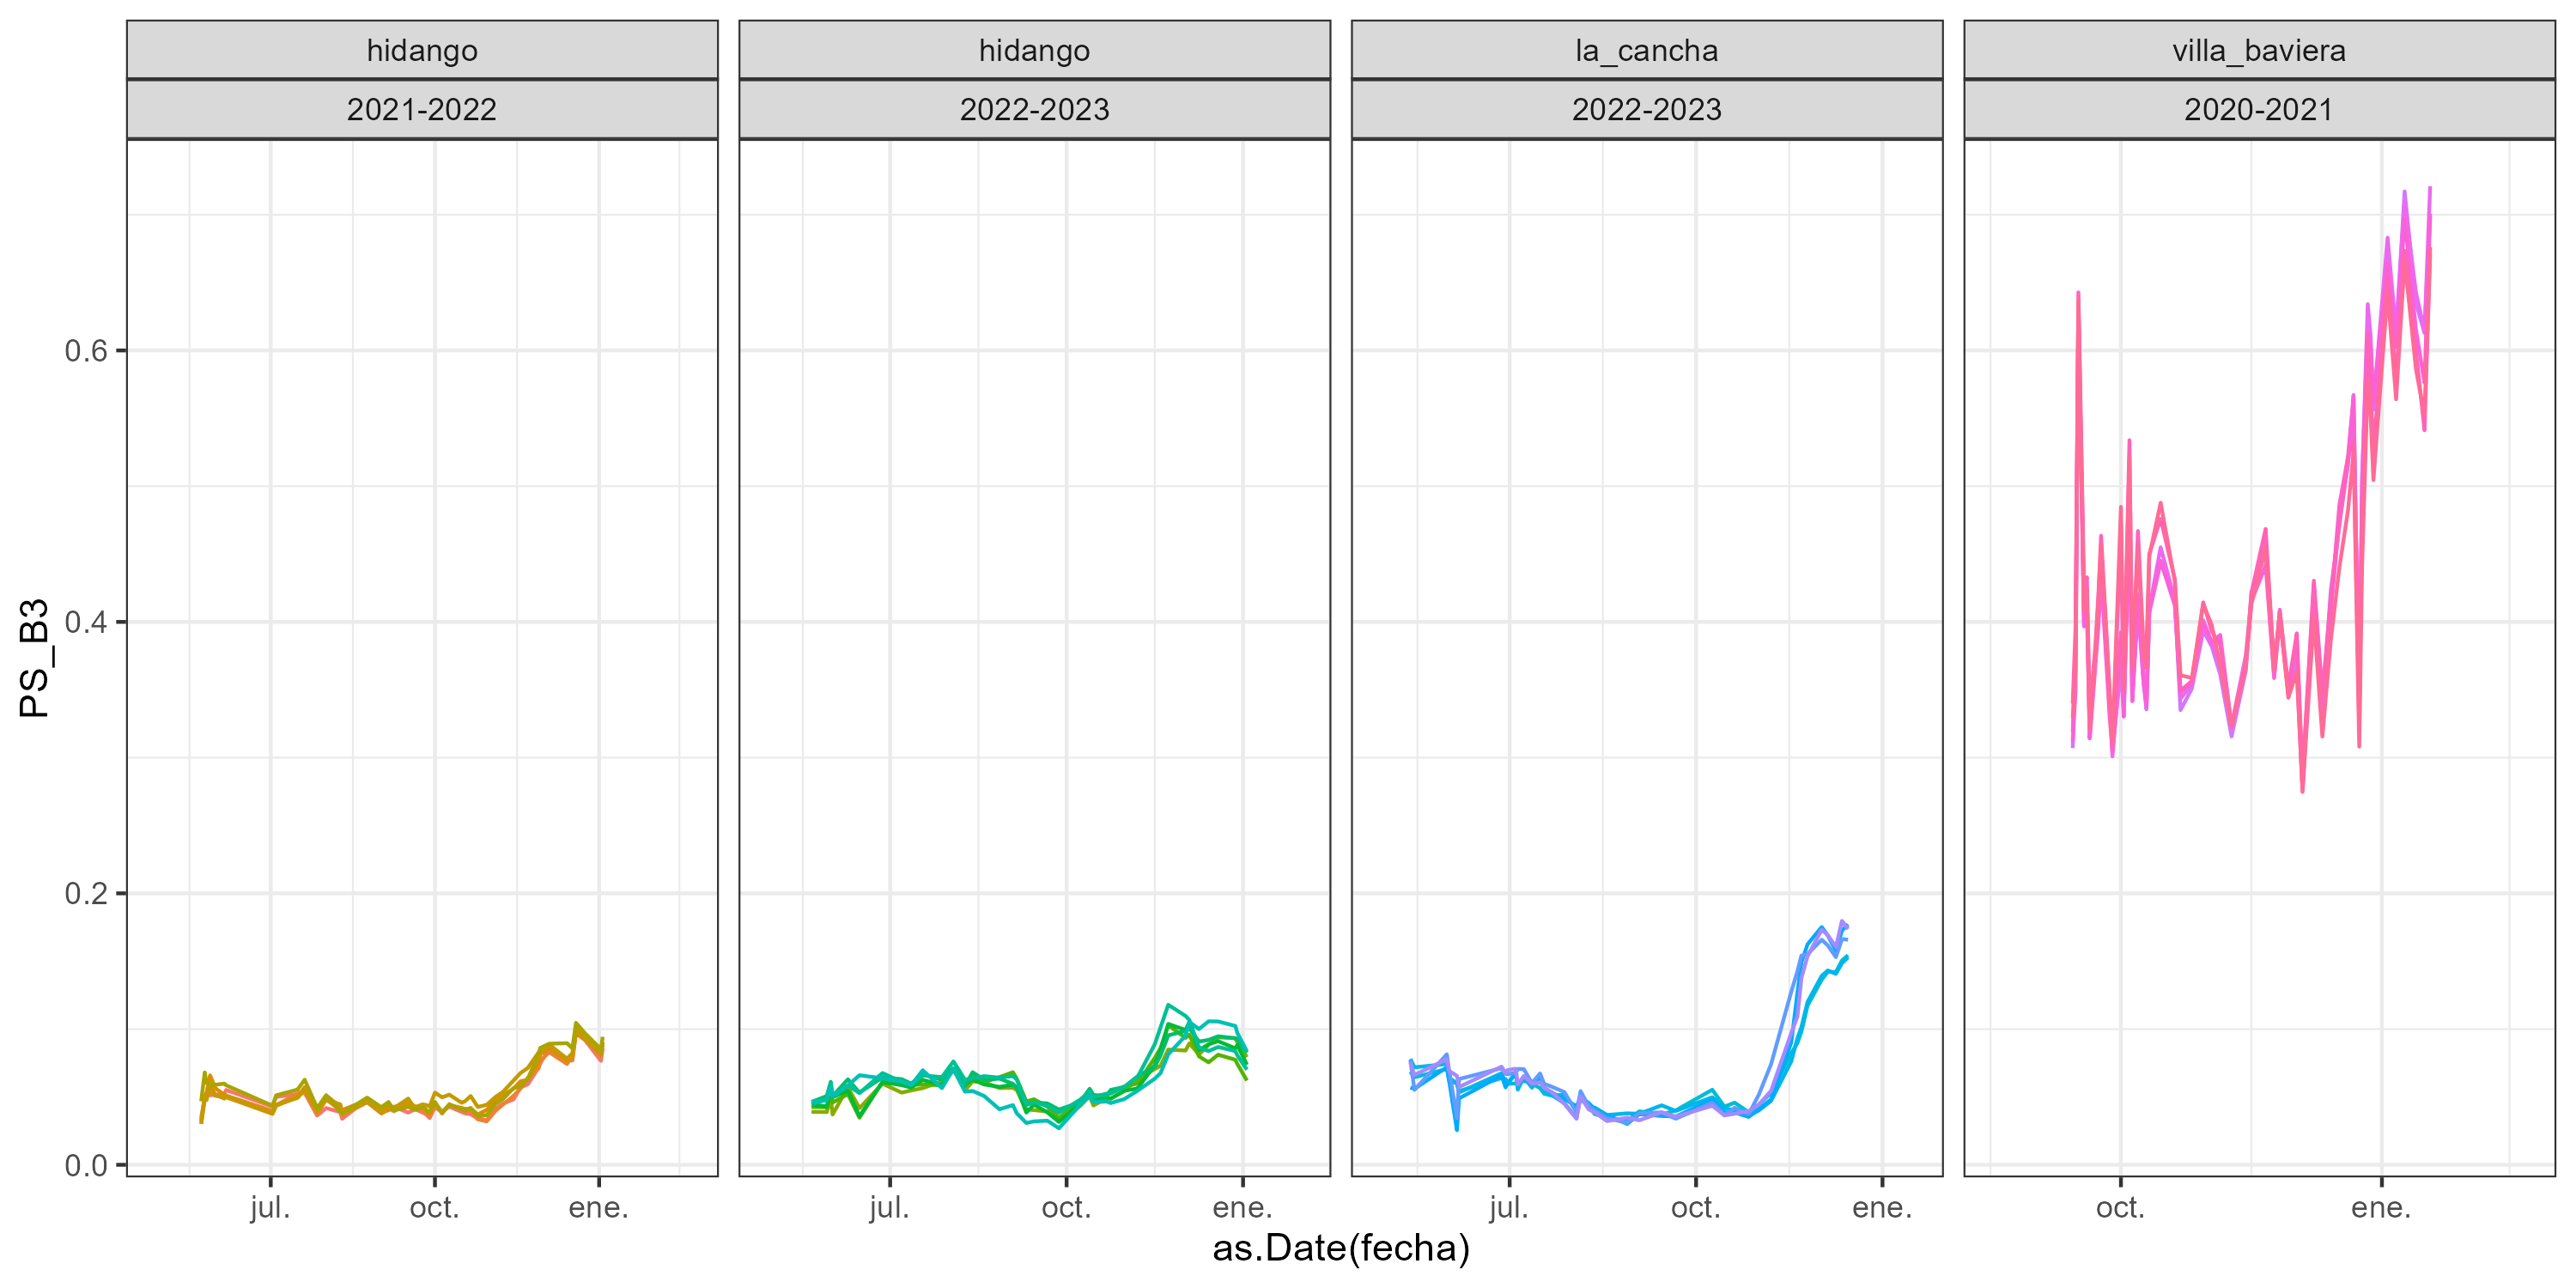 hidango
hidango
la_cancha
villa_baviera
2021-2022
2022-2023
2022-2023
2020-2021
PS_B3
0.6
0.4
0.2
0.0
jul.
oct.
ene.
jul.
oct.
ene.
jul.
oct.
ene.
oct.
ene.
as.Date(fecha)